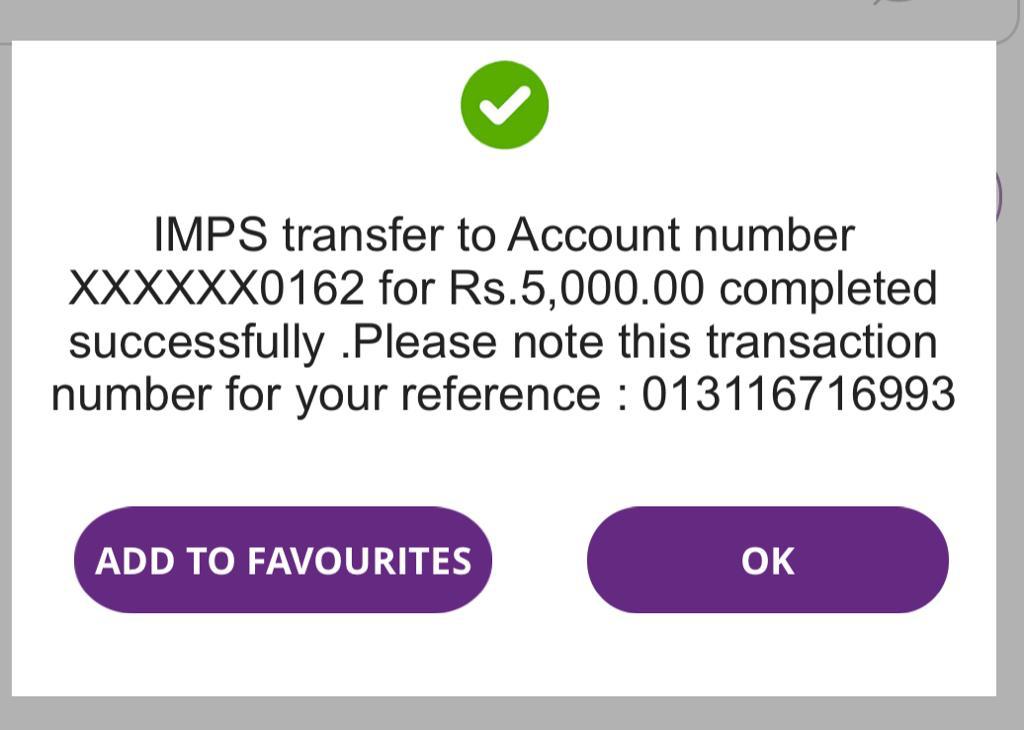 IMPS transfer to Account number
XXXXXX0162 for Rs.5,000.00 completed
successfully .Please note this transaction
number for your reference : 013116716993
ADD TO FAVOURITES
OK